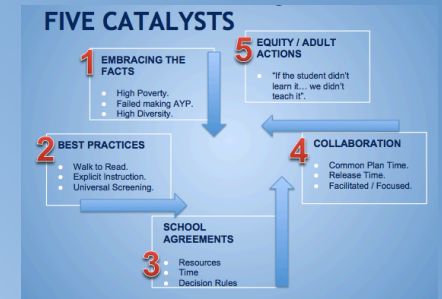 FIVE CATALYSTS
1
EMBRACING THE
FACTS
• High Poverty.
• Failed making AYP.
• High Diversity.
2
BEST PRACTICES
• Walk to Read.
• Explicit Instruction.
• Universal Screening.
3
SCHOOL
AGREEMENTS
• Resources
• Time
• Decision Rules
4
COLLABORATION
• Common Plan Time.
• Release Time.
• Facilitated / Focused.
5
EQUITY / ADULT
ACTIONS
• "If the student didn't
learn it… we didn't
teach it".